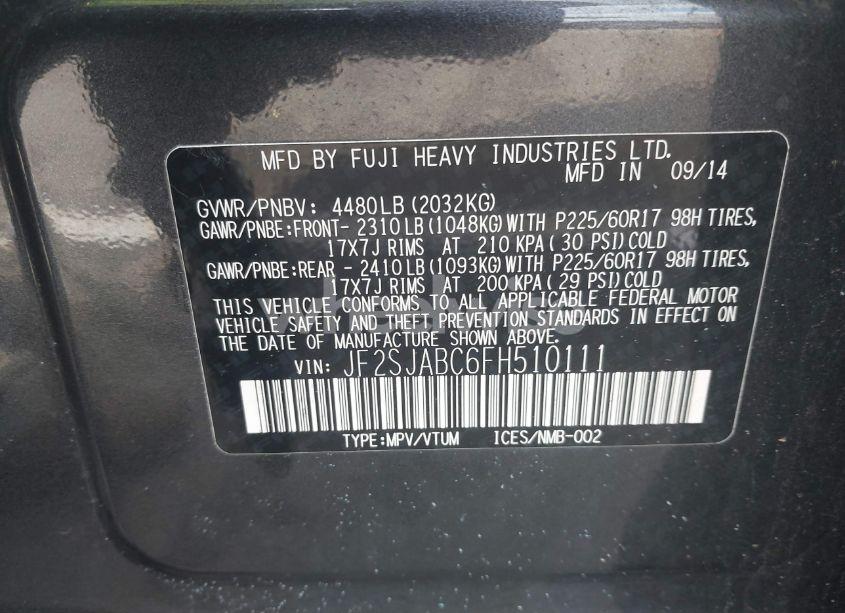 MFD BY FUJI HEAVY INDUSTRIES LTD.
MFD IN 09/14
GVWR/PNBV: 4480LB (2032KG)
GAWR/PNBE:FRONT- 2310LB (1048KG) WITH P225/60R17 98H TIRES,
17X7J RIMS AT 210 KPA ( 30 PSI) COLD
GAWR/PNBE:REAR - 2410LB (1093KG) WITH P225/60R17 98H TIRES,
17X7J RIMS AT 200 KPA ( 29 PSI) COLD
THIS VEHICLE CONFORMS TO ALL APPLICABLE FEDERAL MOTOR
VEHICLE SAFETY AND THEFT PREVENTION STANDARDS IN EFFECT ON
THE DATE OF MANUFACTURE SHOWN ABOVE.
VIN: JF2SJABC6FH510111
TYPE:MPV/VTUM ICES/NMB-002